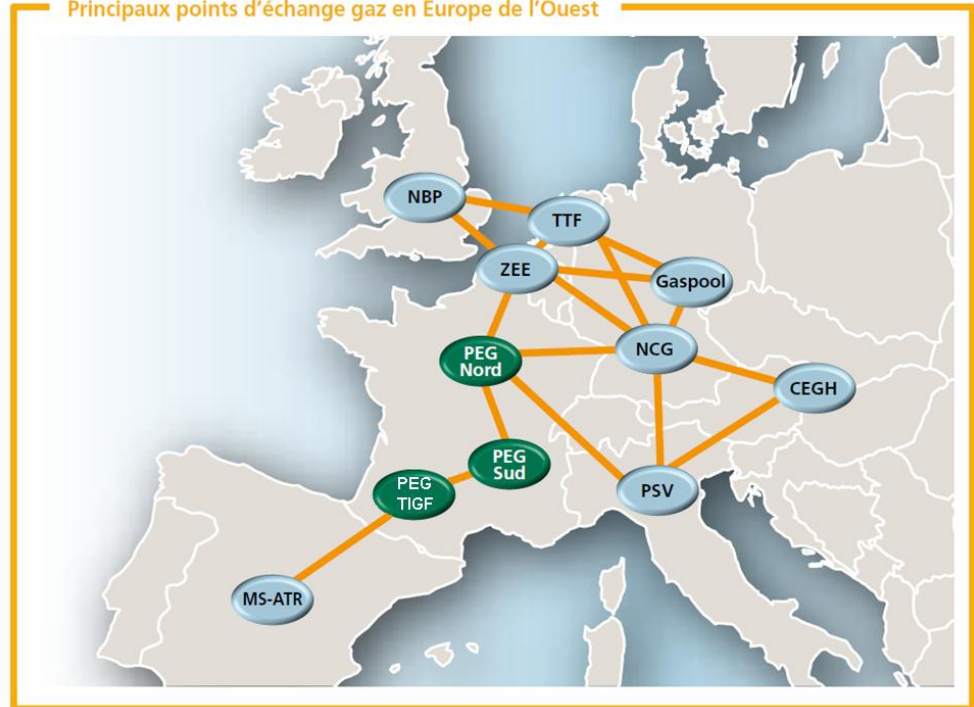 Principaux points d'échange gaz en Europe de l'Ouest
NBP
TTF
ZEE
Gaspool
PEG
Nord
NCG
CEGH
PEG
Sud
PEG
TIGF
PSV
MS-ATR